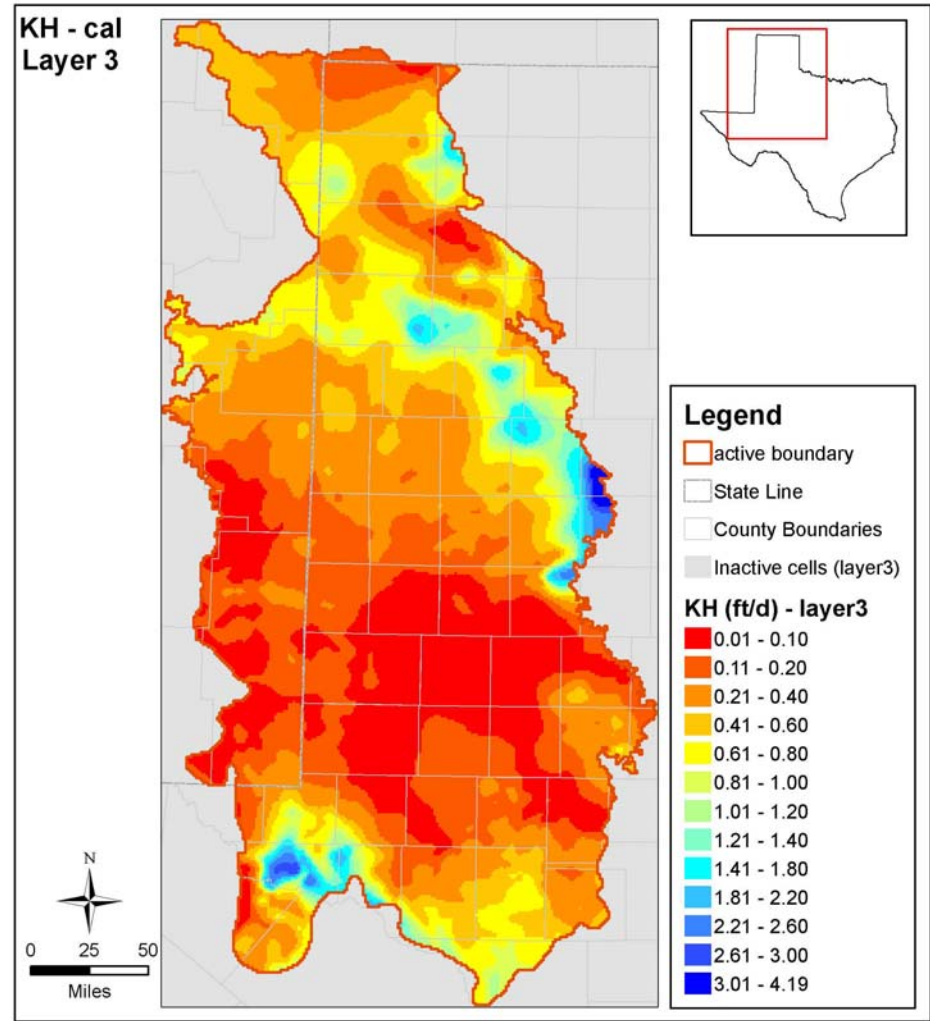 KH - cal
Layer 3
Legend
active boundary
State Line
County Boundaries
Inactive cells (layer3)
KH (ft/d) - layer3
0.01 - 0.10
0.11 - 0.20
0.21 - 0.40
0.41 - 0.60
0.61 - 0.80
0.81 - 1.00
1.01 - 1.20
1.21 - 1.40
1.41 - 1.80
1.81 - 2.20
2.21 - 2.60
2.61 - 3.00
3.01 - 4.19
N
0 25 50
Miles